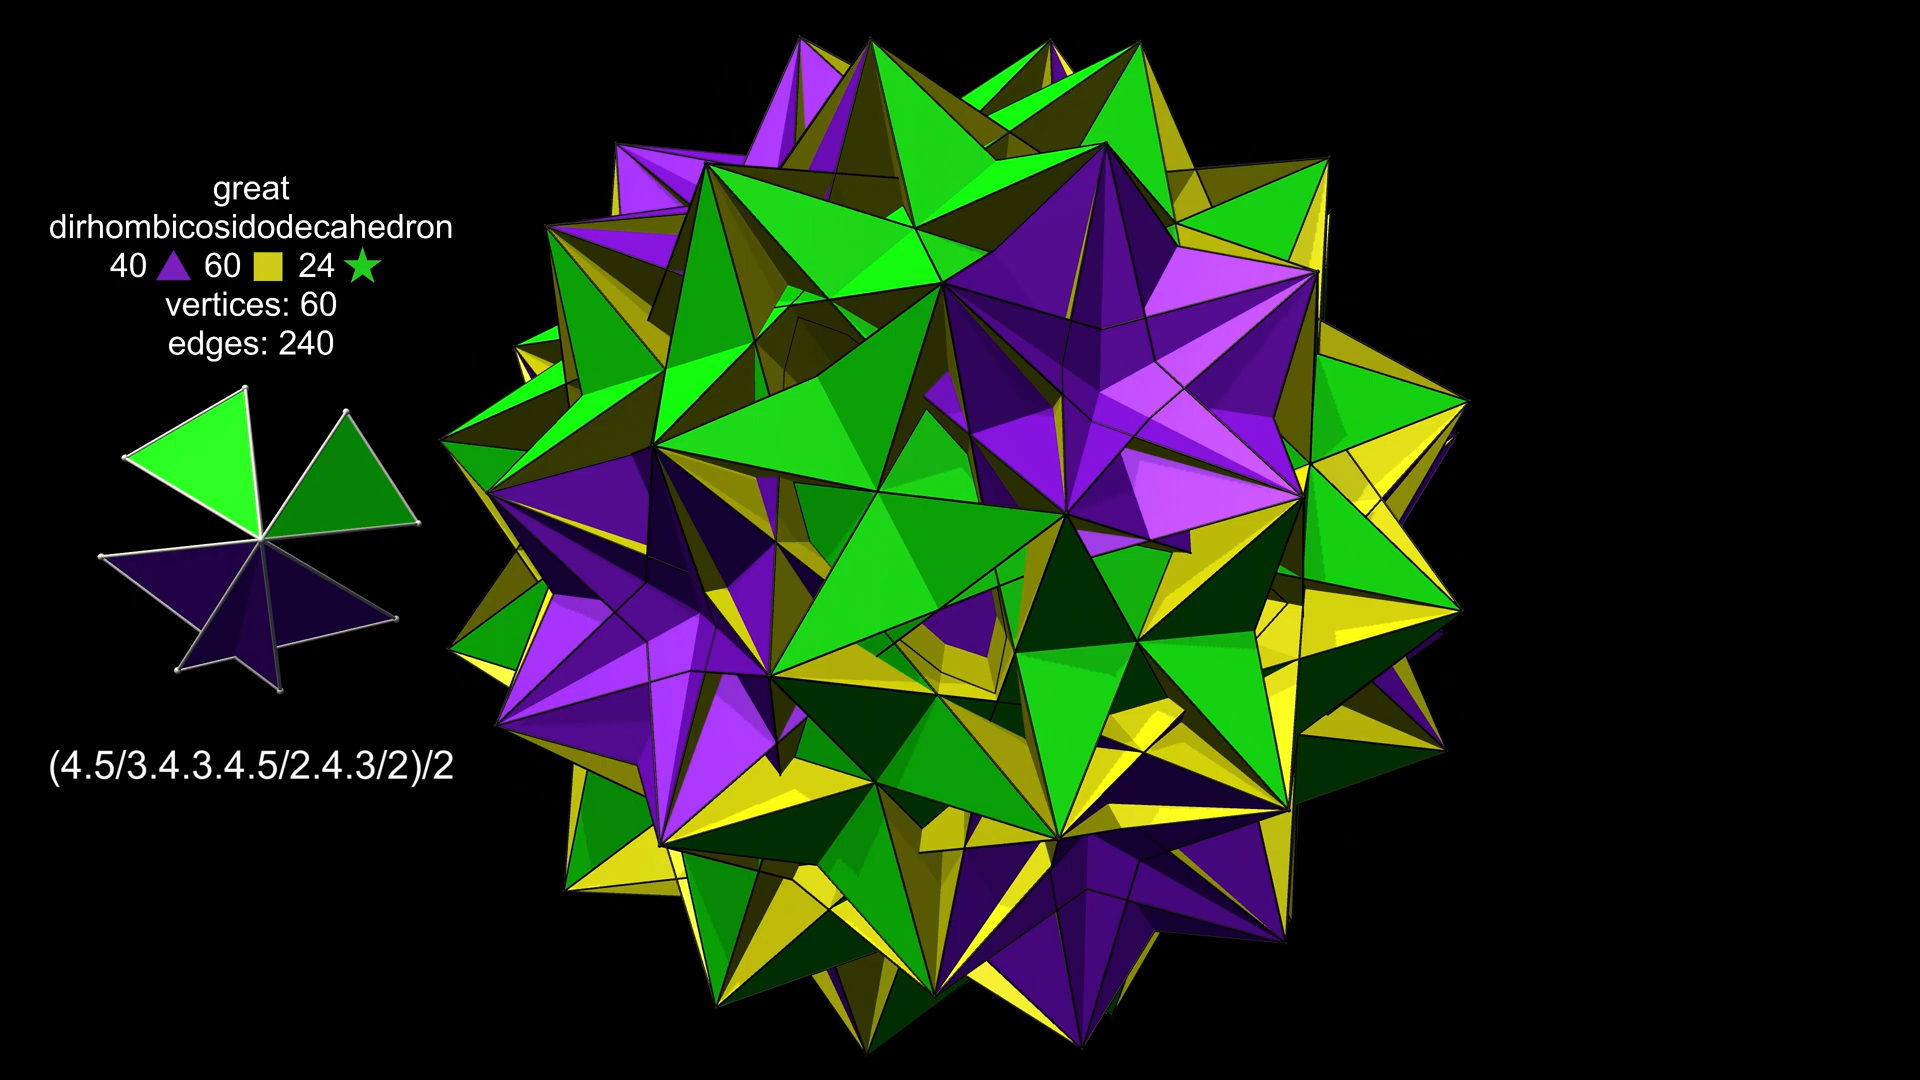 great
dirhombicosidodecahedron
40 60 24
vertices: 60
edges: 240
(4.5/3.4.3.4.5/2.4.3/2)/2